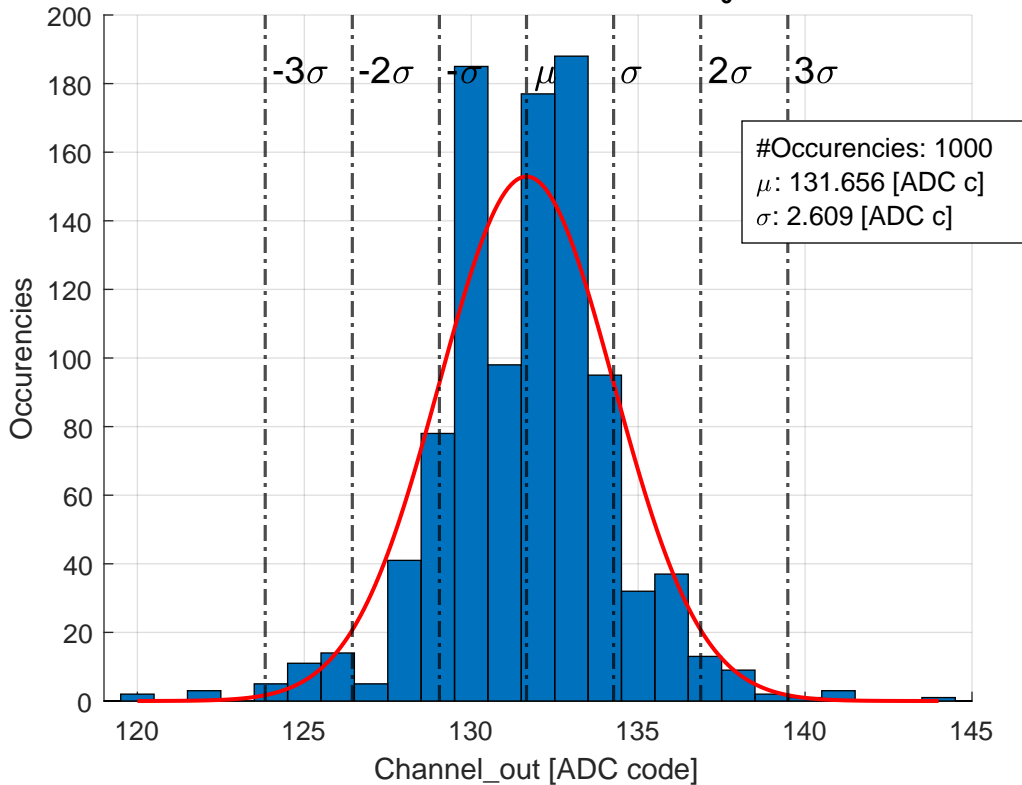 200
180
160
140
120
100
80
60
40
20
0
-3σ -2σ -σ μ σ 2σ 3σ
#Occurencies: 1000
μ: 131.656 [ADC c]
σ: 2.609 [ADC c]
Occurencies
120 125 130 135 140 145
Channel_out [ADC code]